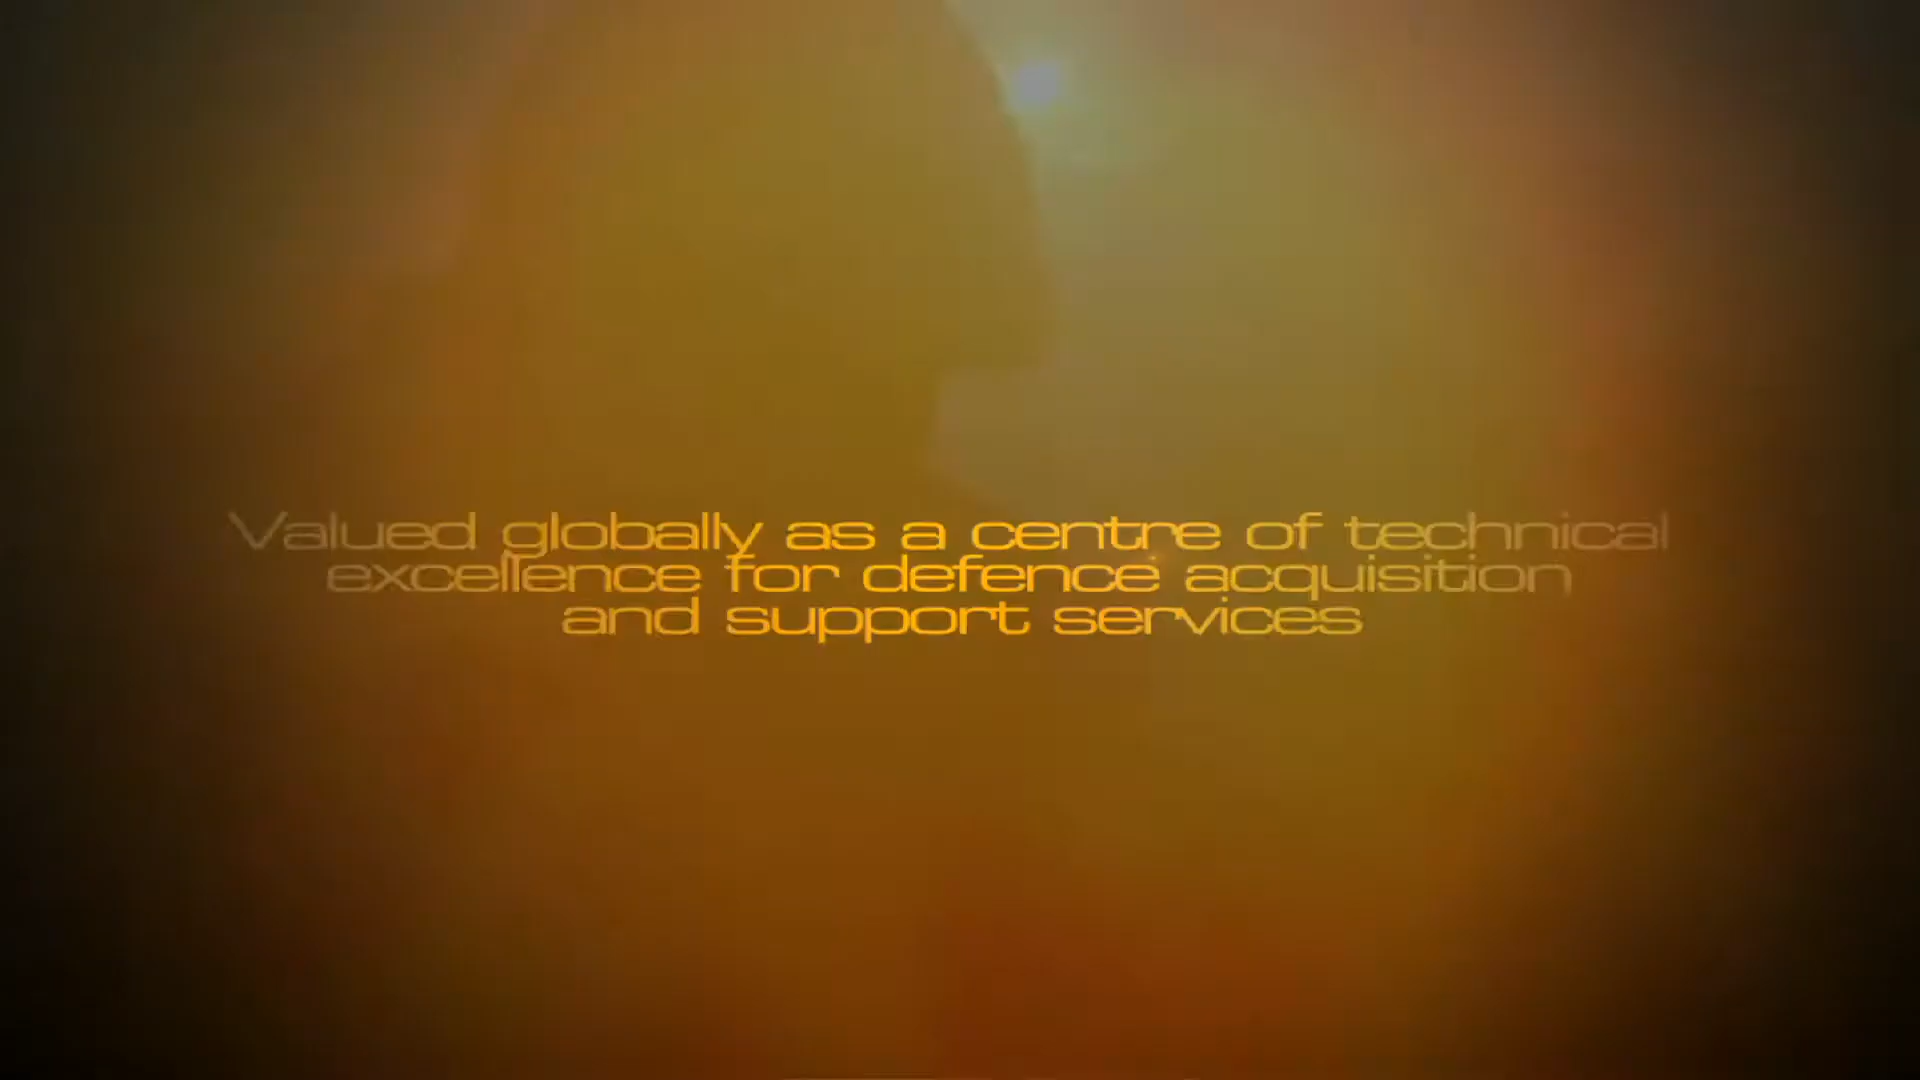 Valued globally as a centre of technical
excellence for defence acquisition
and support services